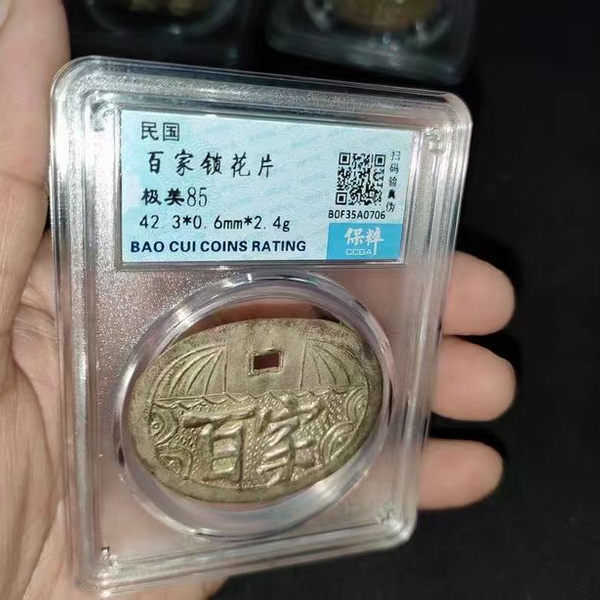 民国
百家锁花片
极美85
42.3*0.6mm*2.4g
BAO CUI COINS RATING
扫码验真伪
B0F35A0706
保粹
CCGA
百家